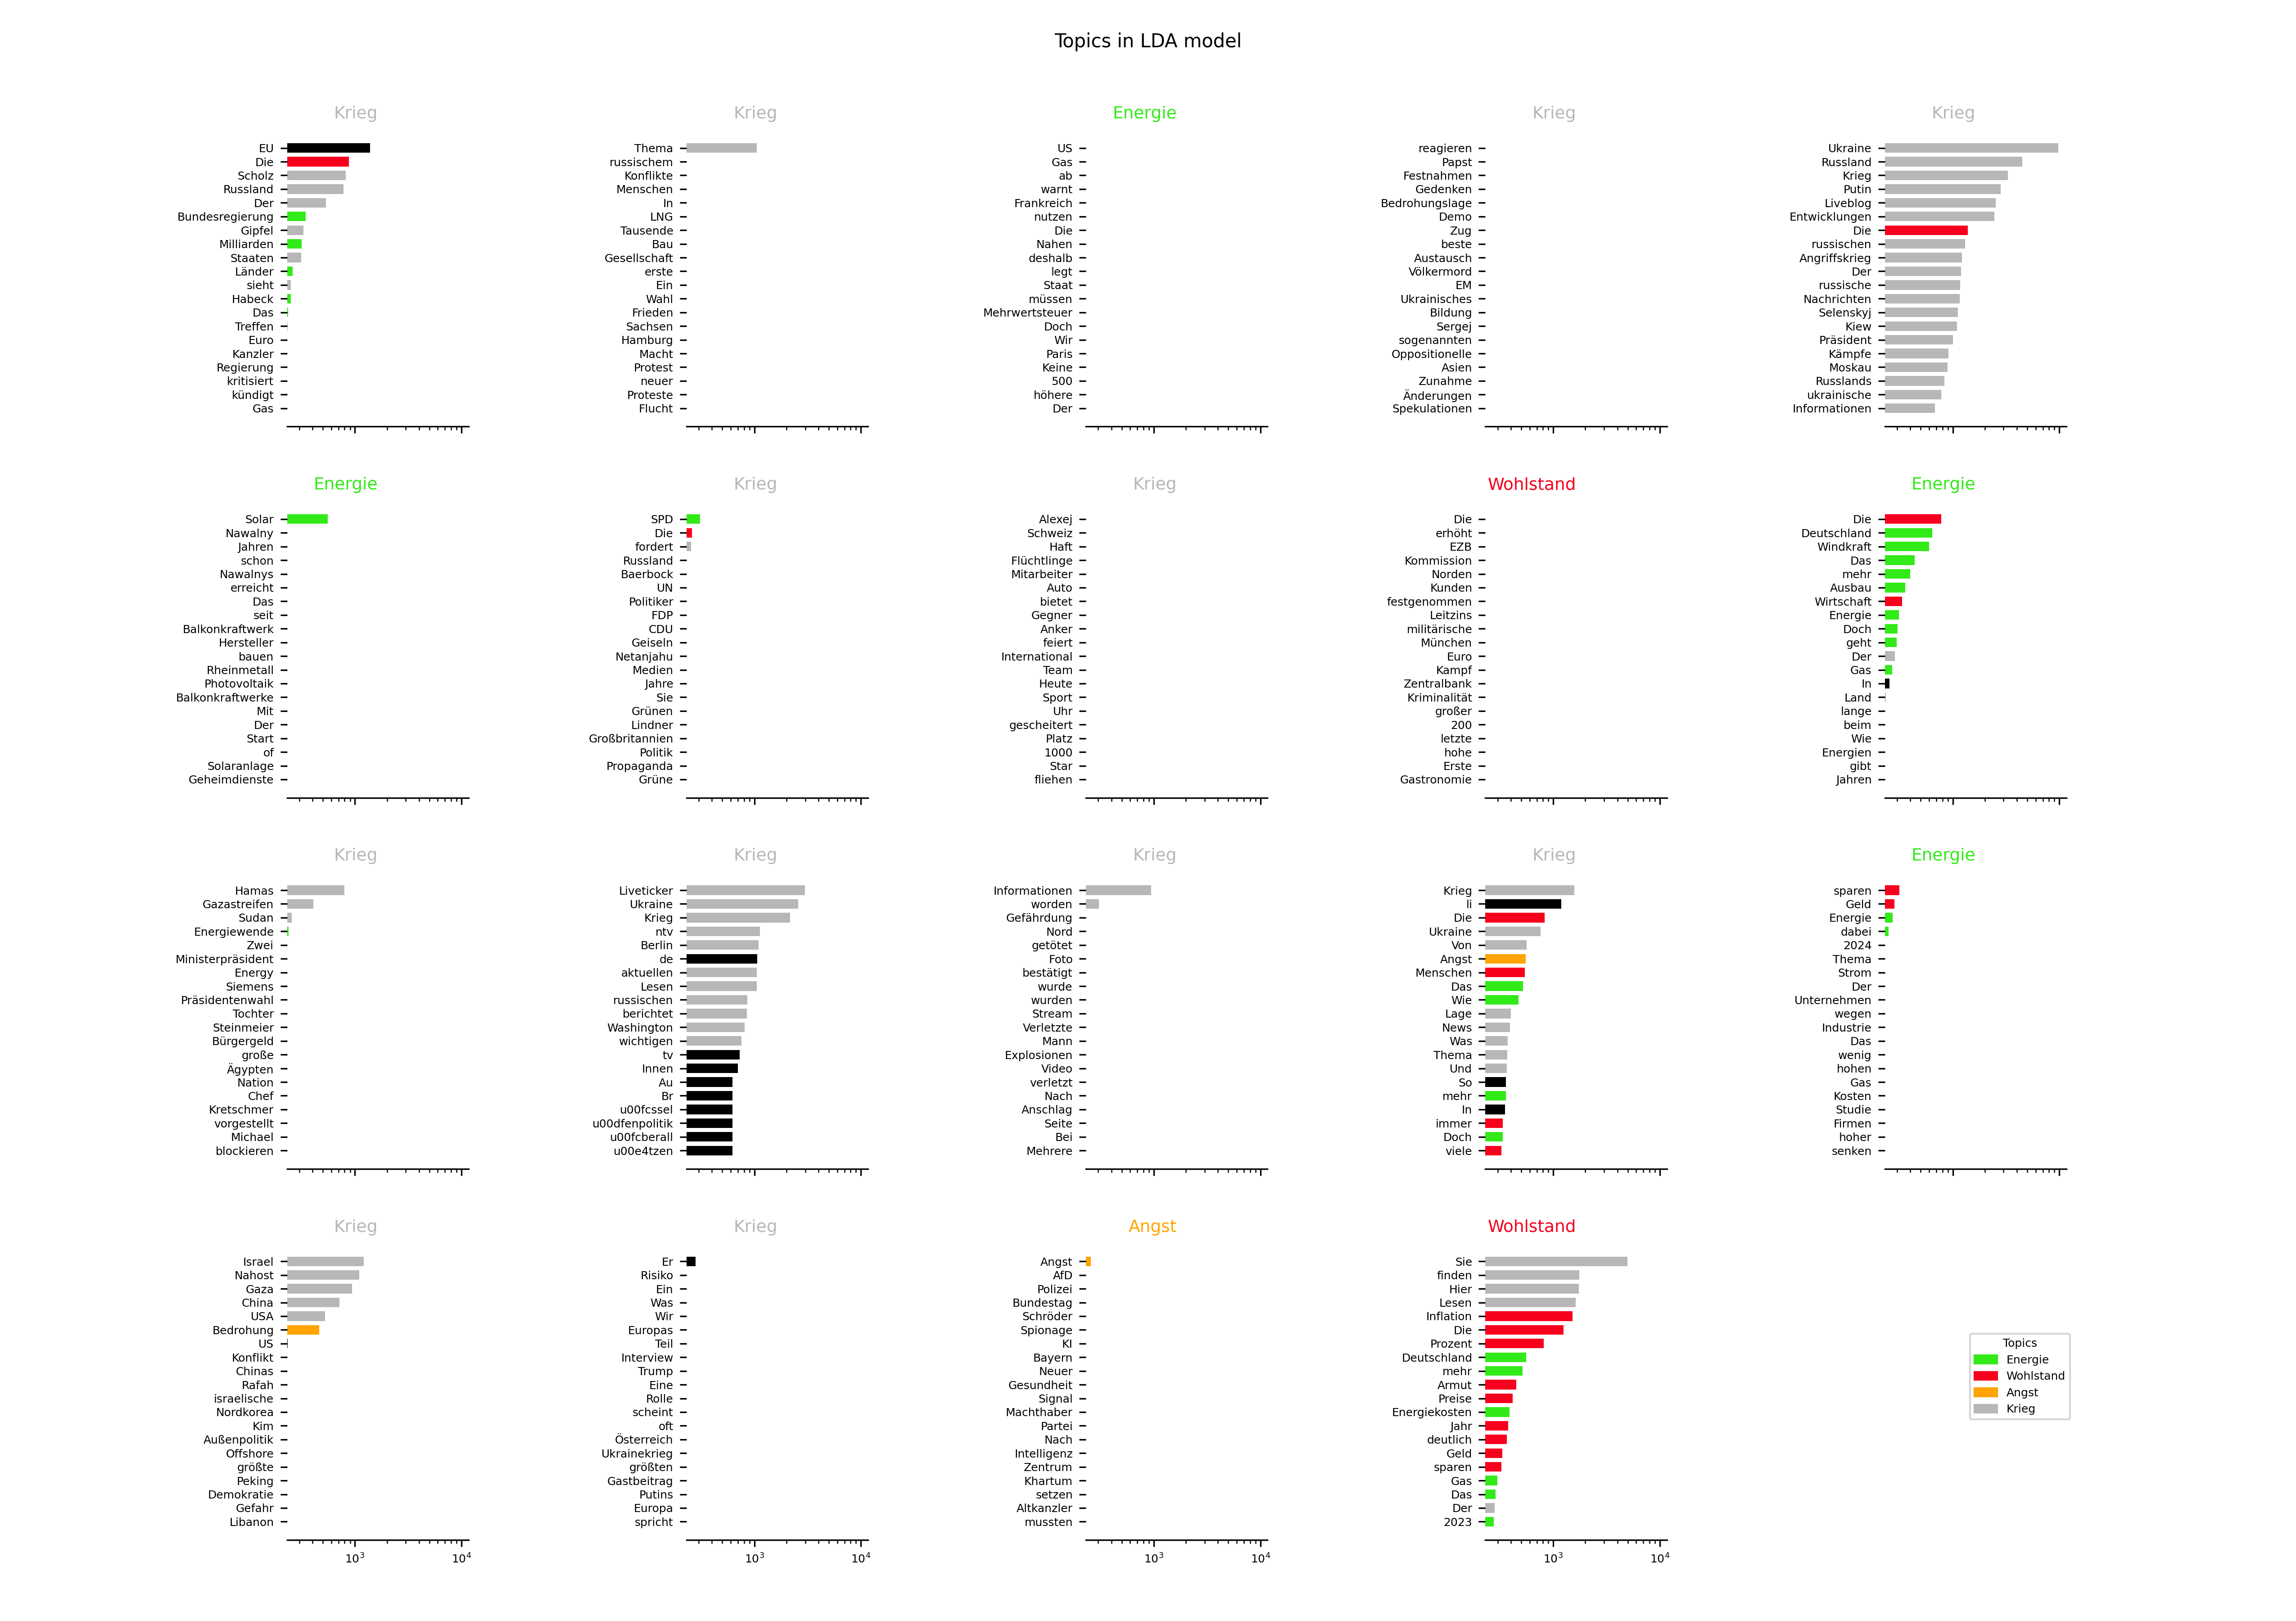 Topics in LDA model
Krieg
EU
Die
Scholz
Russland
Der
Bundesregierung
Gipfel
Milliarden
Staaten
Länder
sieht
Habeck
Das
Treffen
Euro
Kanzler
Regierung
kritisiert
kündigt
Gas
Krieg
Thema
russischem
Konflikte
Menschen
In
LNG
Tausende
Bau
Gesellschaft
erste
Ein
Wahl
Frieden
Sachsen
Hamburg
Macht
Protest
neuer
Proteste
Flucht
Energie
US
Gas
ab
warnt
Frankreich
nutzen
Die
Nahen
deshalb
legt
Staat
müssen
Mehrwertsteuer
Doch
Wir
Paris
Keine
500
höhere
Der
Krieg
reagieren
Papst
Festnahmen
Gedenken
Bedrohungslage
Demo
Zug
beste
Austausch
Völkermord
EM
Ukrainisches
Bildung
Sergej
sogenannten
Oppositionelle
Asien
Zunahme
Änderungen
Spekulationen
Krieg
Ukraine
Russland
Krieg
Putin
Liveblog
Entwicklungen
Die
russischen
Angriffskrieg
Der
russische
Nachrichten
Selenskyj
Kiew
Präsident
Kämpfe
Moskau
Russlands
ukrainische
Informationen
Energie
Solar
Nawalny
Jahren
schon
Nawalnys
erreicht
Das
seit
Balkonkraftwerk
Hersteller
bauen
Rheinmetall
Photovoltaik
Balkonkraftwerke
Mit
Der
Start
of
Solaranlage
Geheimdienste
Krieg
SPD
Die
fordert
Russland
Baerbock
UN
Politiker
FDP
CDU
Geiseln
Netanjahu
Medien
Jahre
Sie
Grünen
Lindner
Großbritannien
Politik
Propaganda
Grüne
Krieg
Alexej
Schweiz
Haft
Flüchtlinge
Mitarbeiter
Auto
bietet
Gegner
Anker
feiert
International
Team
Heute
Sport
Uhr
gescheitert
Platz
1000
Star
fliehen
Wohlstand
Die
erhöht
EZB
Kommission
Norden
Kunden
festgenommen
Leitzins
militärische
München
Euro
Kampf
Zentralbank
Kriminalität
großer
200
letzte
hohe
Erste
Gastronomie
Energie
Die
Deutschland
Windkraft
Das
mehr
Ausbau
Wirtschaft
Energie
Doch
geht
Der
Gas
In
Land
lange
beim
Wie
Energien
gibt
Jahren
Krieg
Hamas
Gazastreifen
Sudan
Energiewende
Zwei
Ministerpräsident
Energy
Siemens
Präsidentenwahl
Tochter
Steinmeier
Bürgergeld
große
Ägypten
Nation
Chef
Kretschmer
vorgestellt
Michael
blockieren
Krieg
Liveticker
Ukraine
Krieg
ntv
Berlin
de
aktuellen
Lesen
russischen
berichtet
Washington
wichtigen
tv
Innen
Au
Br
u00fcssel
u00dfenpolitik
u00fcberall
u00e4tzen
Krieg
Informationen
worden
Gefährdung
Nord
getötet
Foto
bestätigt
wurde
wurden
Stream
Verletzte
Mann
Explosionen
Video
verletzt
Nach
Anschlag
Seite
Bei
Mehrere
Krieg
Krieg
li
Die
Ukraine
Von
Angst
Menschen
Das
Wie
Lage
News
Was
Thema
Und
So
mehr
In
immer
Doch
viele
Energie
sparen
Geld
Energie
dabei
2024
Thema
Strom
Der
Unternehmen
wegen
Industrie
Das
wenig
hohen
Gas
Kosten
Studie
Firmen
hoher
senken
Krieg
Israel
Nahost
Gaza
China
USA
Bedrohung
US
Konflikt
Chinas
Rafah
israelische
Nordkorea
Kim
Außenpolitik
Offshore
größte
Peking
Demokratie
Gefahr
Libanon
10³ 10⁴
Krieg
Er
Risiko
Ein
Was
Wir
Europas
Teil
Interview
Trump
Eine
Rolle
scheint
oft
Österreich
Ukrainekrieg
größten
Gastbeitrag
Putins
Europa
spricht
10³ 10⁴
Angst
Angst
AfD
Polizei
Bundestag
Schröder
Spionage
KI
Bayern
Neuer
Gesundheit
Signal
Machthaber
Partei
Nach
Intelligenz
Zentrum
Khartum
setzen
Altkanzler
mussten
10³ 10⁴
Wohlstand
Sie
finden
Hier
Lesen
Inflation
Die
Prozent
Deutschland
mehr
Armut
Preise
Energiekosten
Jahr
deutlich
Geld
sparen
Gas
Das
Der
2023
10³ 10⁴
Topics
Energie
Wohlstand
Angst
Krieg